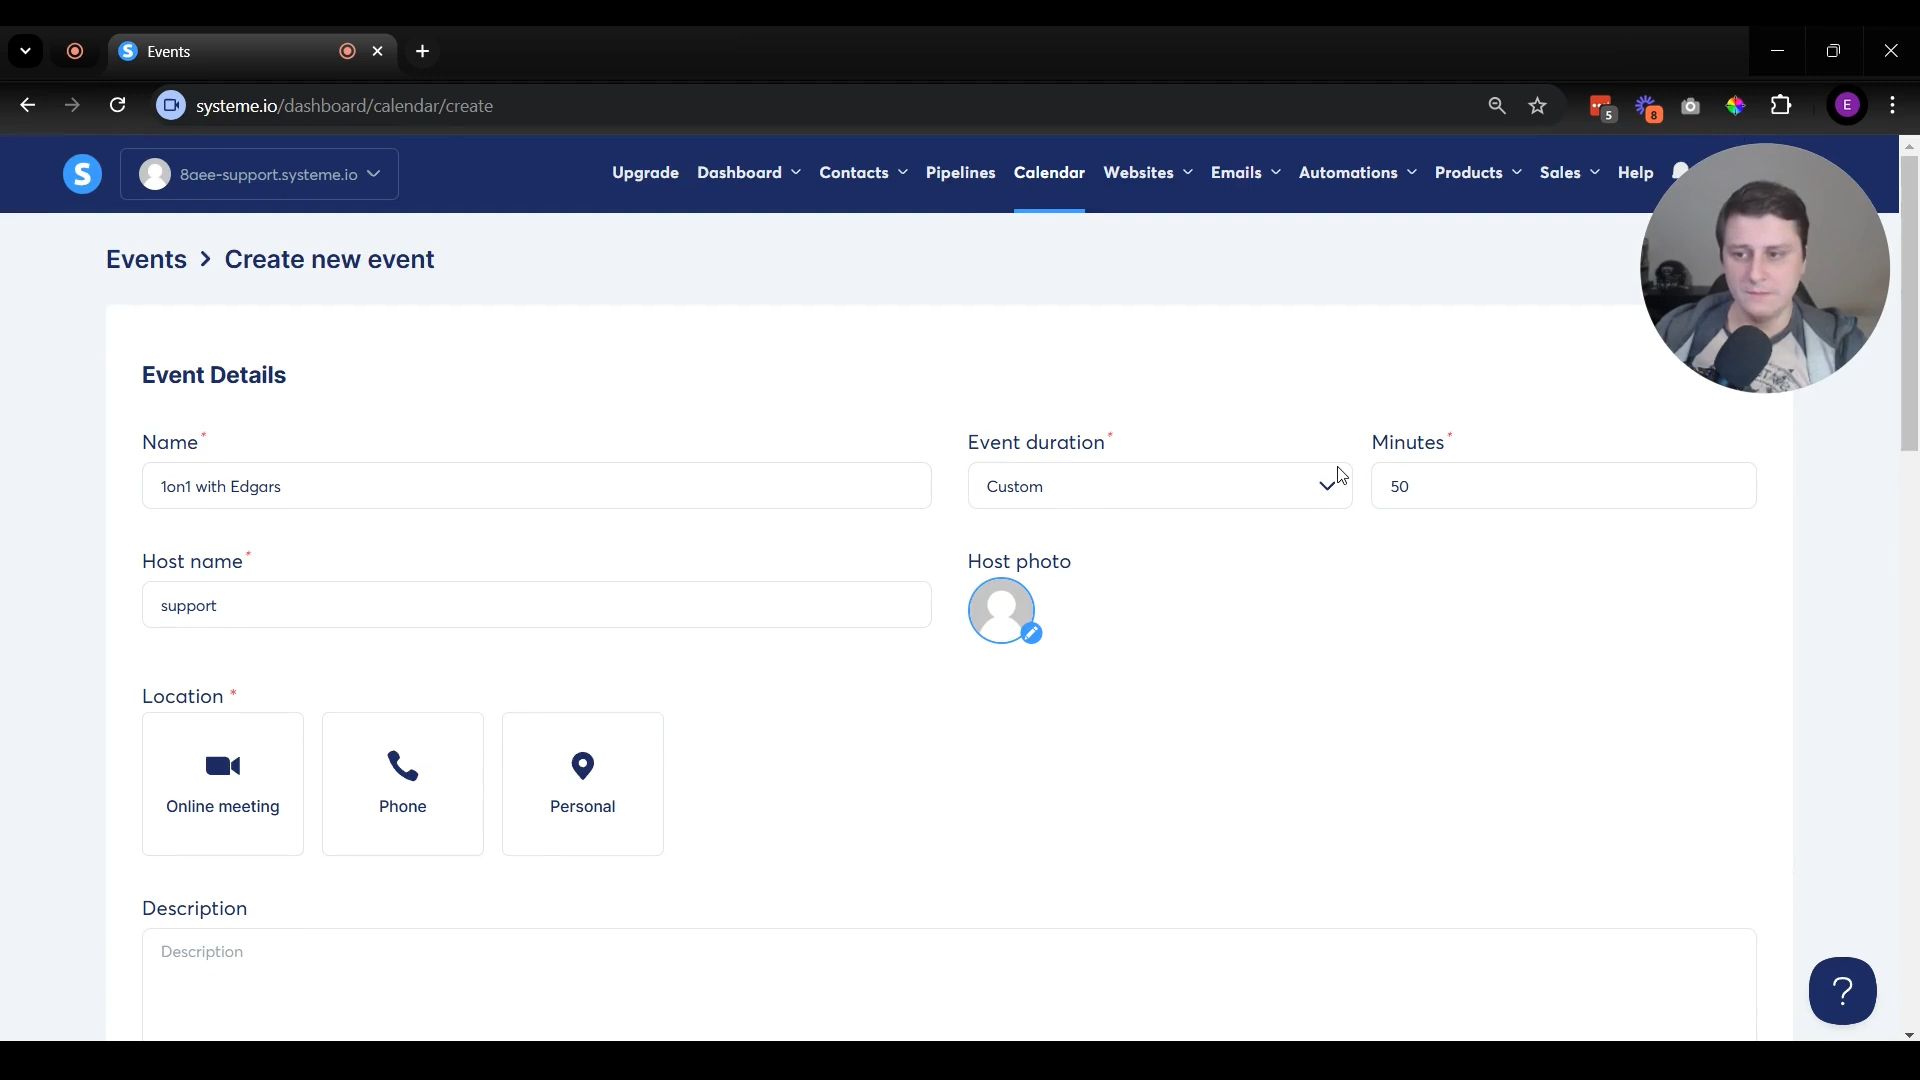 Events
systeme.io/dashboard/calendar/create
5
8
E
S
8aee-support.systeme.io
Upgrade
Dashboard
Contacts
Pipelines
Calendar
Websites
Emails
Automations
Products
Sales
Help
Events > Create new event
Event Details
Name*
Event duration*
Minutes*
1on1 with Edgars
Custom
50
Host name*
Host photo
support
Location *
Online meeting
Phone
Personal
Description
Description
?